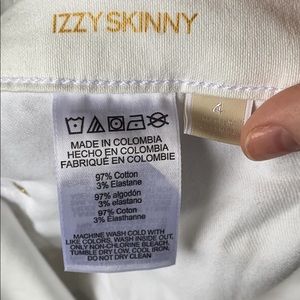 IZZY SKINNY
4
MADE IN COLOMBIA
HECHO EN COLOMBIA
FABRIQUÉ EN COLOMBIE
97% Cotton
3% Elastane
97% algodón
3% elastano
97% Coton
3% Élasthanne
MACHINE WASH COLD WITH
LIKE COLORS, WASH INSIDE OUT,
ONLY NON-CHLORINE BLEACH,
TUMBLE DRY LOW, COOL IRON,
DO NOT DRY CLEAN